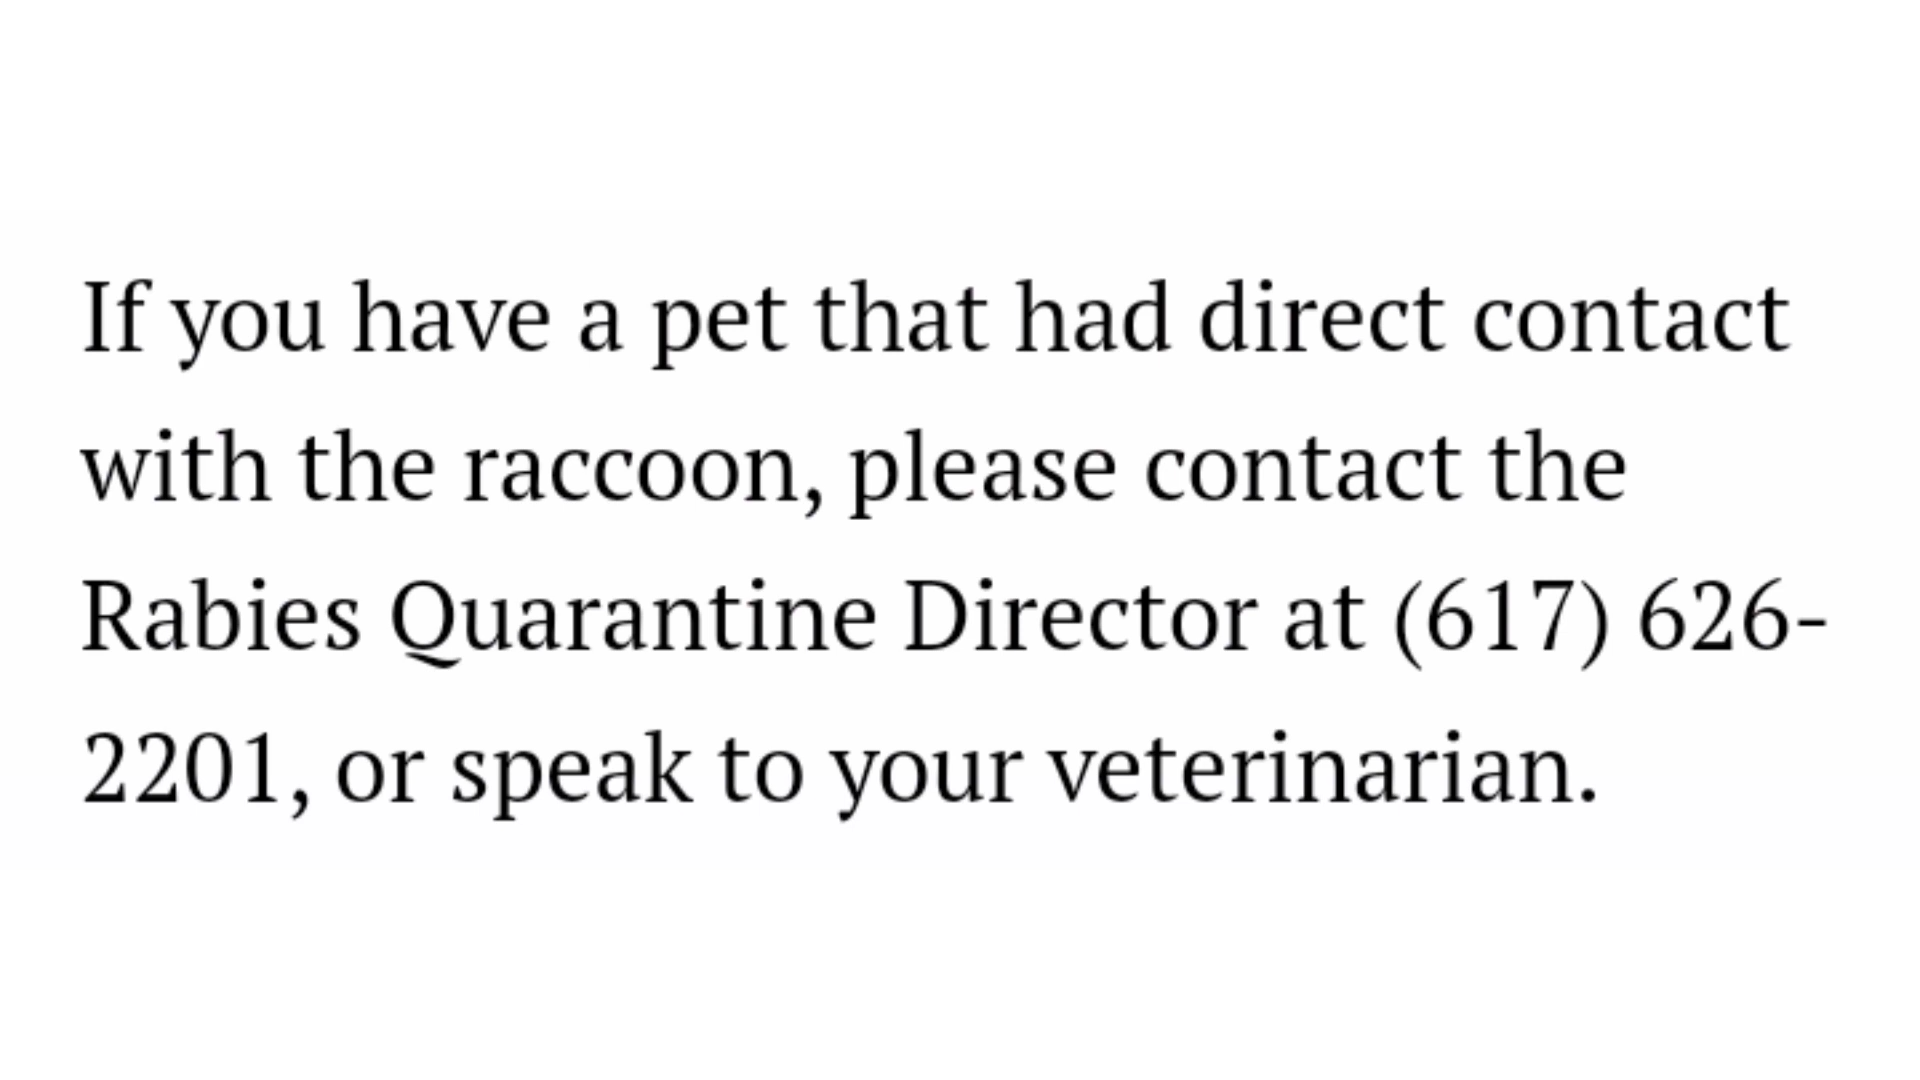 If you have a pet that had direct contact
with the raccoon, please contact the
Rabies Quarantine Director at (617) 626-
2201, or speak to your veterinarian.